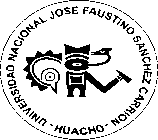 UNIVERSIDAD NACIONAL JOSE FAUSTINO SANCHEZ CARRION
- HUACHO -